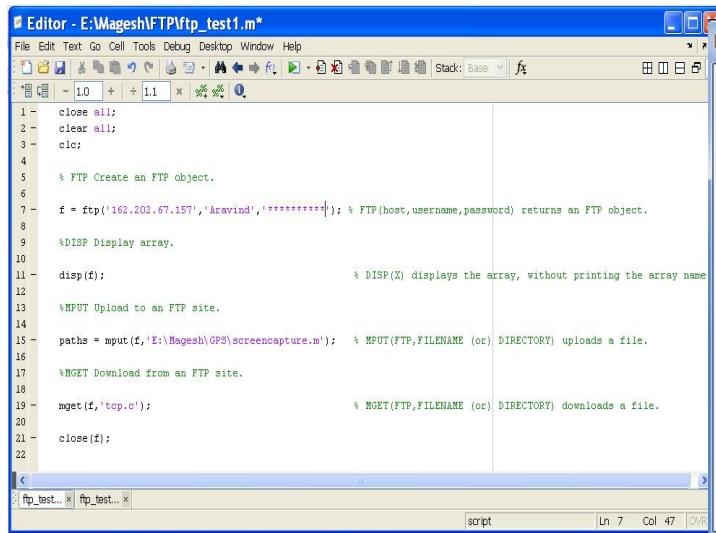 Editor - E:\Magesh\FTP\ftp_test1.m*
File Edit Text Go Cell Tools Debug Desktop Window Help
Stack: Base fx
- 1.0 + ÷ 1.1 ×
1 - close all;
2 - clear all;
3 - clc;
4
5 % FTP Create an FTP object.
6
7 - f = ftp('162.202.67.157','Aravind','**********'); % FTP(host,username,password) returns an FTP object.
8
9 %DISP Display array.
10
11 - disp(f); % DISP(X) displays the array, without printing the array name
12
13 %MPUT Upload to an FTP site.
14
15 - paths = mput(f,'E:\Magesh\GPS\screencapture.m'); % MPUT(FTP,FILENAME (or) DIRECTORY) uploads a file.
16
17 %MGET Download from an FTP site.
18
19 - mget(f,'tcp.c'); % MGET(FTP,FILENAME (or) DIRECTORY) downloads a file.
20
21 - close(f);
22
ftp_test... × ftp_test... ×
script Ln 7 Col 47 OVR